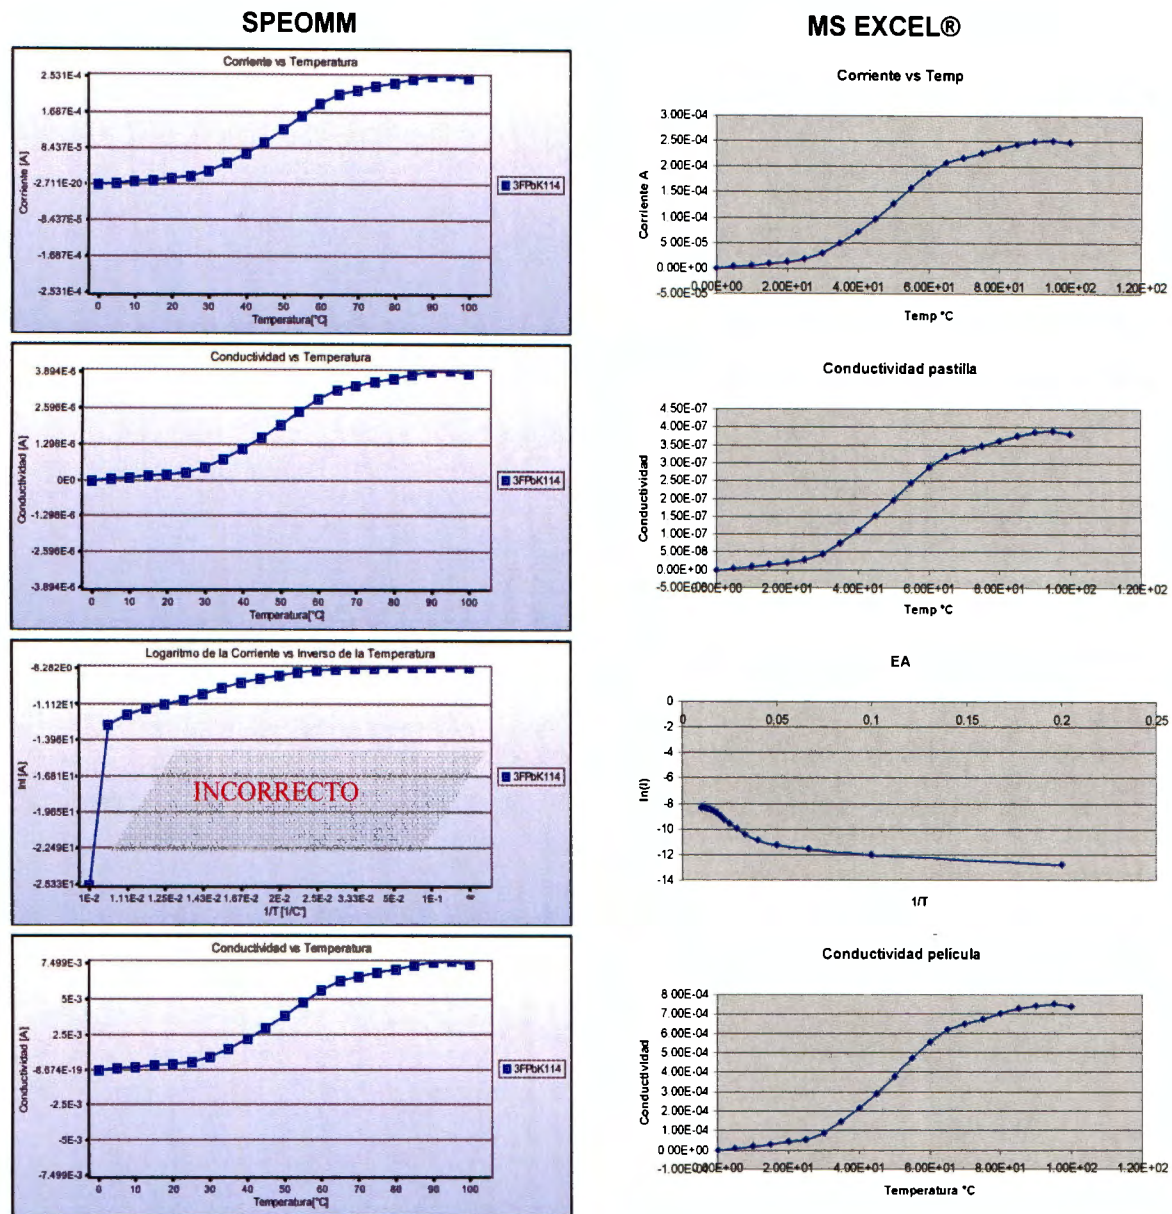 SPEOMM
MS EXCEL®
Corriente vs Temperatura
2.531E-4
1.687E-4
8.437E-5
-2.711E-20
-8.437E-5
-1.687E-4
-2.531E-4
Corriente [A]
0 10 20 30 40 50 60 70 80 90 100
Temperatura[°C]
3FPbK114
Corriente vs Temp
3.00E-04
2.50E-04
2.00E-04
1.50E-04
1.00E-04
5.00E-05
0.00E+00
-5.00E-05
Corriente A
0.00E+00 2.00E+01 4.00E+01 6.00E+01 8.00E+01 1.00E+02 1.20E+02
Temp °C
Conductividad vs Temperatura
3.894E-6
2.596E-6
1.298E-6
0E0
-1.298E-6
-2.596E-6
-3.894E-6
Conductividad [A]
0 10 20 30 40 50 60 70 80 90 100
Temperatura[°C]
3FPbK114
Conductividad pastilla
4.50E-07
4.00E-07
3.50E-07
3.00E-07
2.50E-07
2.00E-07
1.50E-07
1.00E-07
5.00E-08
0.00E+00
-5.00E-08
Conductividad
0.00E+00 2.00E+01 4.00E+01 6.00E+01 8.00E+01 1.00E+02 1.20E+02
Temp °C
Logaritmo de la Corriente vs Inverso de la Temperatura
-8.282E0
-1.112E1
-1.396E1
-1.681E1
-1.965E1
-2.249E1
-2.533E1
lnI [A]
INCORRECTO
1E-2 1.11E-2 1.25E-2 1.43E-2 1.67E-2 2E-2 2.5E-2 3.33E-2 5E-2 1E-1 ∞
1/T [1/C°]
3FPbK114
EA
0
-2
-4
-6
-8
-10
-12
-14
ln(I)
0 0.05 0.1 0.15 0.2 0.25
1/T
Conductividad vs Temperatura
7.499E-3
5E-3
2.5E-3
-8.674E-19
-2.5E-3
-5E-3
-7.499E-3
Conductividad [A]
0 10 20 30 40 50 60 70 80 90 100
Temperatura[°C]
3FPbK114
Conductividad pelicula
8.00E-04
7.00E-04
6.00E-04
5.00E-04
4.00E-04
3.00E-04
2.00E-04
1.00E-04
0.00E+00
-1.00E-04
Conductividad
0.00E+00 2.00E+01 4.00E+01 6.00E+01 8.00E+01 1.00E+02 1.20E+02
Temperatura °C